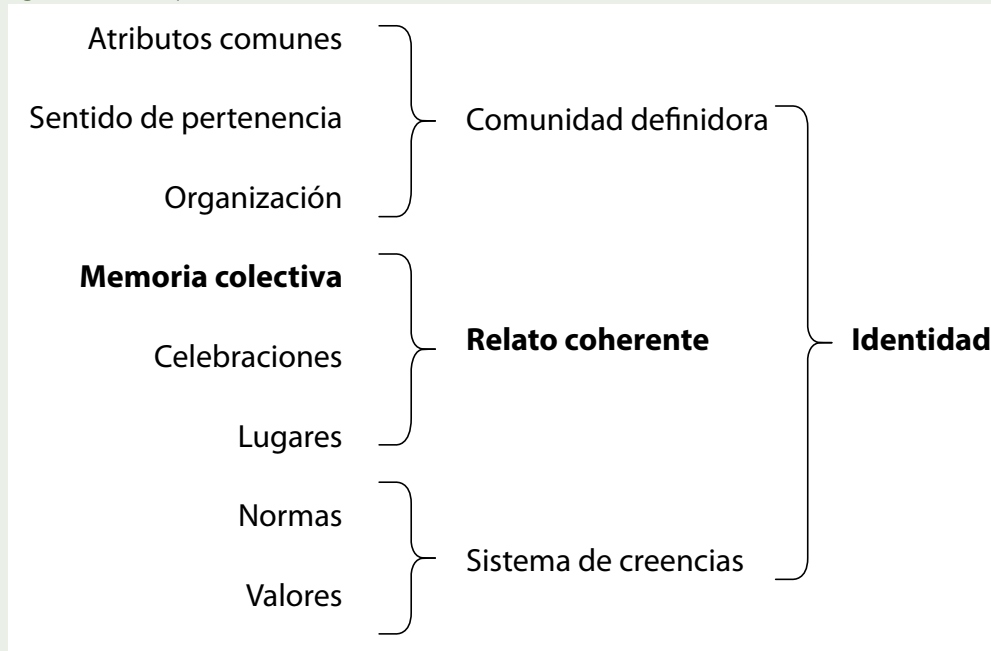 Atributos comunes
Sentido de pertenencia
Organización
Comunidad definidora
Memoria colectiva
Celebraciones
Lugares
Relato coherente
Normas
Valores
Sistema de creencias
Identidad